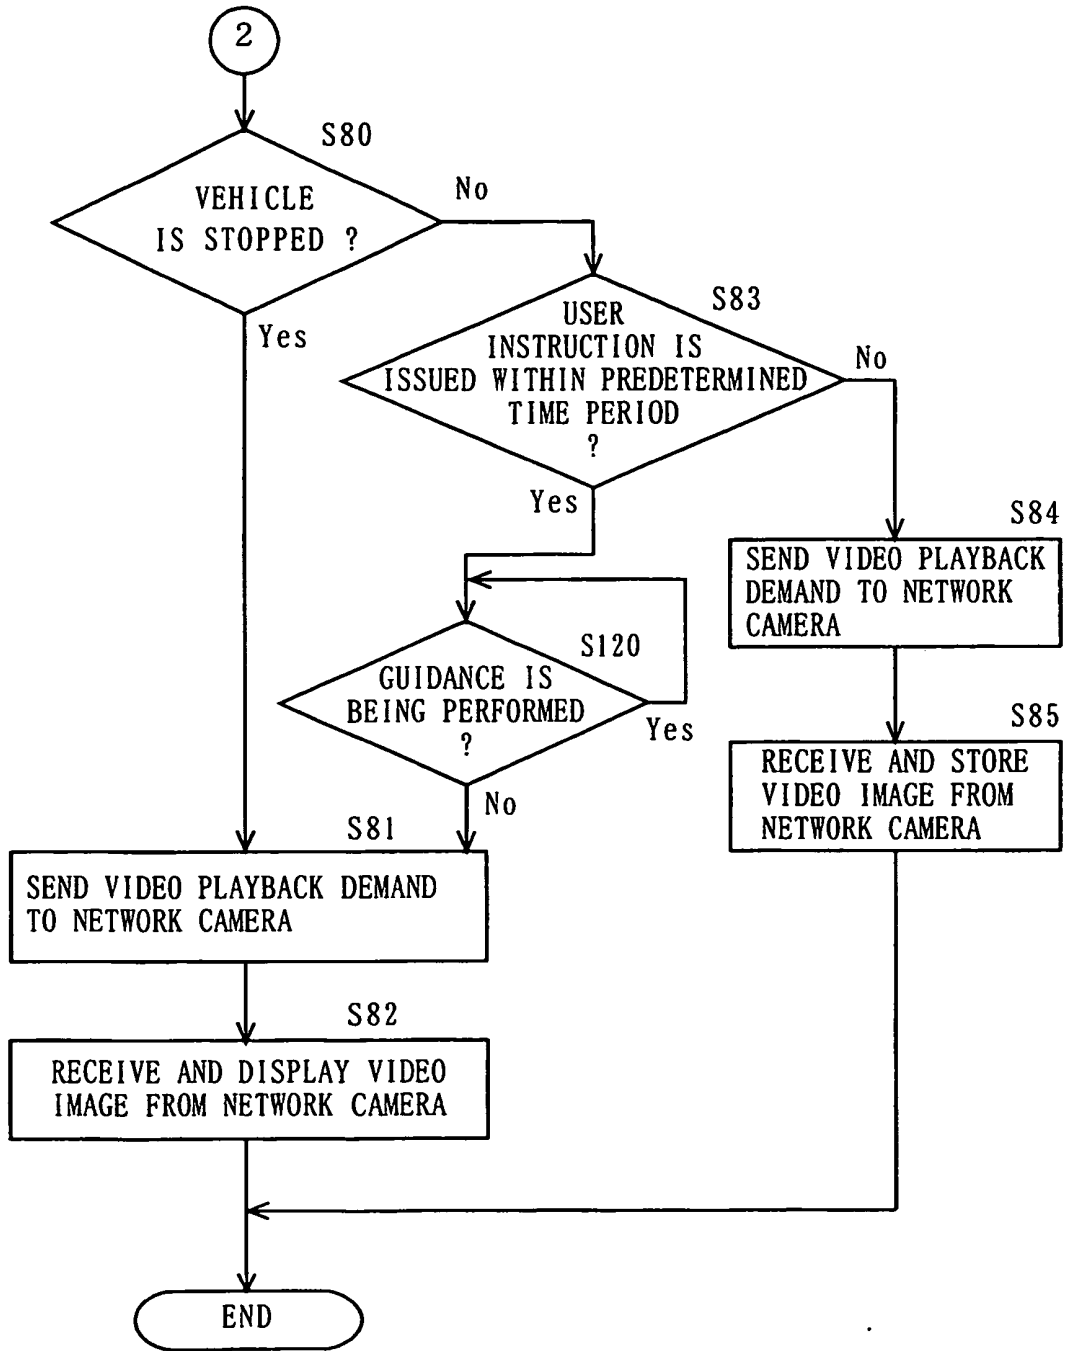 2
S80
VEHICLE
IS STOPPED ?
No
Yes
S83
USER
INSTRUCTION IS
ISSUED WITHIN PREDETERMINED
TIME PERIOD
?
No
Yes
S84
SEND VIDEO PLAYBACK
DEMAND TO NETWORK
CAMERA
S120
GUIDANCE IS
BEING PERFORMED
?
Yes
No
S85
RECEIVE AND STORE
VIDEO IMAGE FROM
NETWORK CAMERA
S81
SEND VIDEO PLAYBACK DEMAND
TO NETWORK CAMERA
S82
RECEIVE AND DISPLAY VIDEO
IMAGE FROM NETWORK CAMERA
END